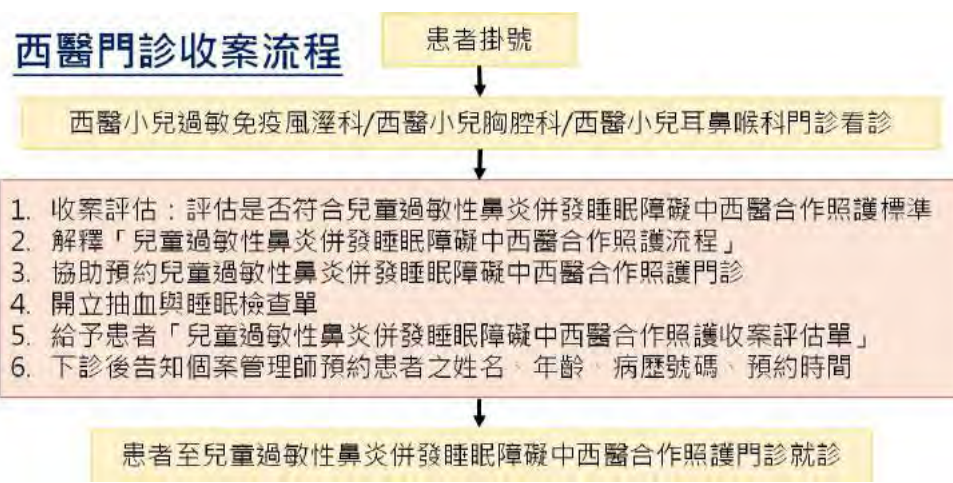 西醫門診收案流程
患者掛號
西醫小兒過敏免疫風溼科/西醫小兒胸腔科/西醫小兒耳鼻喉科門診看診
1. 收案評估：評估是否符合兒童過敏性鼻炎併發睡眠障礙中西醫合作照護標準
2. 解釋「兒童過敏性鼻炎併發睡眠障礙中西醫合作照護流程」
3. 協助預約兒童過敏性鼻炎併發睡眠障礙中西醫合作照護門診
4. 開立抽血與睡眠檢查單
5. 給予患者「兒童過敏性鼻炎併發睡眠障礙中西醫合作照護收案評估單」
6. 下診後告知個案管理師預約患者之姓名、年齡、病歷號碼、預約時間
患者至兒童過敏性鼻炎併發睡眠障礙中西醫合作照護門診就診